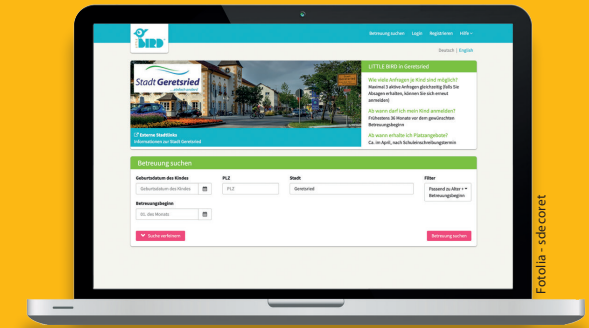 LITTLE BIRD
Betreuung suchen Login Registrieren Hilfe
Deutsch | English
Stadt Geretsried
LITTLE BIRD in Geretsried
Wie viele Anfragen je Kind sind möglich?
Maximal 3 aktive Anfragen gleichzeitig (falls Sie
Absagen erhalten, können Sie sich erneut
anmelden)
Ab wann darf ich mein Kind anmelden?
Frühestens 36 Monate vor dem gewünschten
Betreuungsbeginn
Ab wann erhalte ich Platzangebote?
Ca. im April, nach Schuleinschreibungstermin
Externe Stadtlinks
Informationen zur Stadt Geretsried
Betreuung suchen
Geburtsdatum des Kindes PLZ Stadt Filter
Geburtsdatum des Kindes PLZ Geretsried Passend zu Alter +
Betreuungsbeginn
Betreuungsbeginn
01. des Monats
Suche verfeinern Betreuung suchen
Fotolia - sdecoret